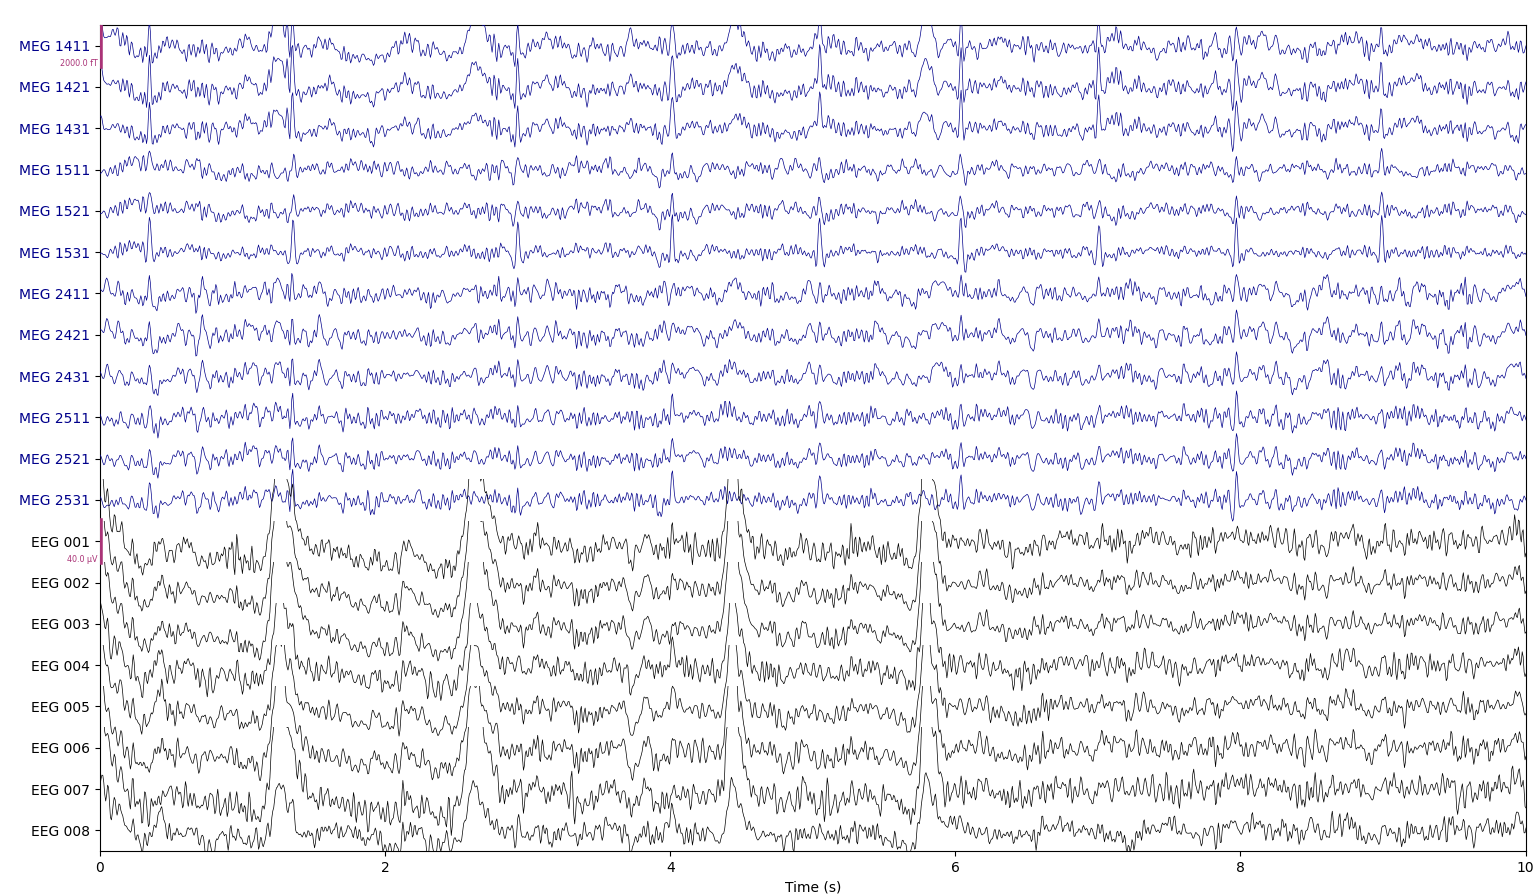 MEG 1411
2000.0 fT
MEG 1421
MEG 1431
MEG 1511
MEG 1521
MEG 1531
MEG 2411
MEG 2421
MEG 2431
MEG 2511
MEG 2521
MEG 2531
EEG 001
40.0 µV
EEG 002
EEG 003
EEG 004
EEG 005
EEG 006
EEG 007
EEG 008
0 2 4 6 8 10
Time (s)